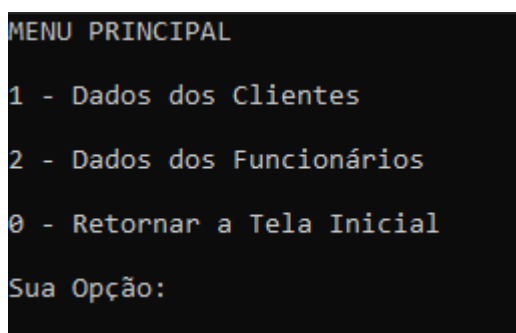 MENU PRINCIPAL
1 - Dados dos Clientes
2 - Dados dos Funcionários
0 - Retornar a Tela Inicial
Sua Opção: